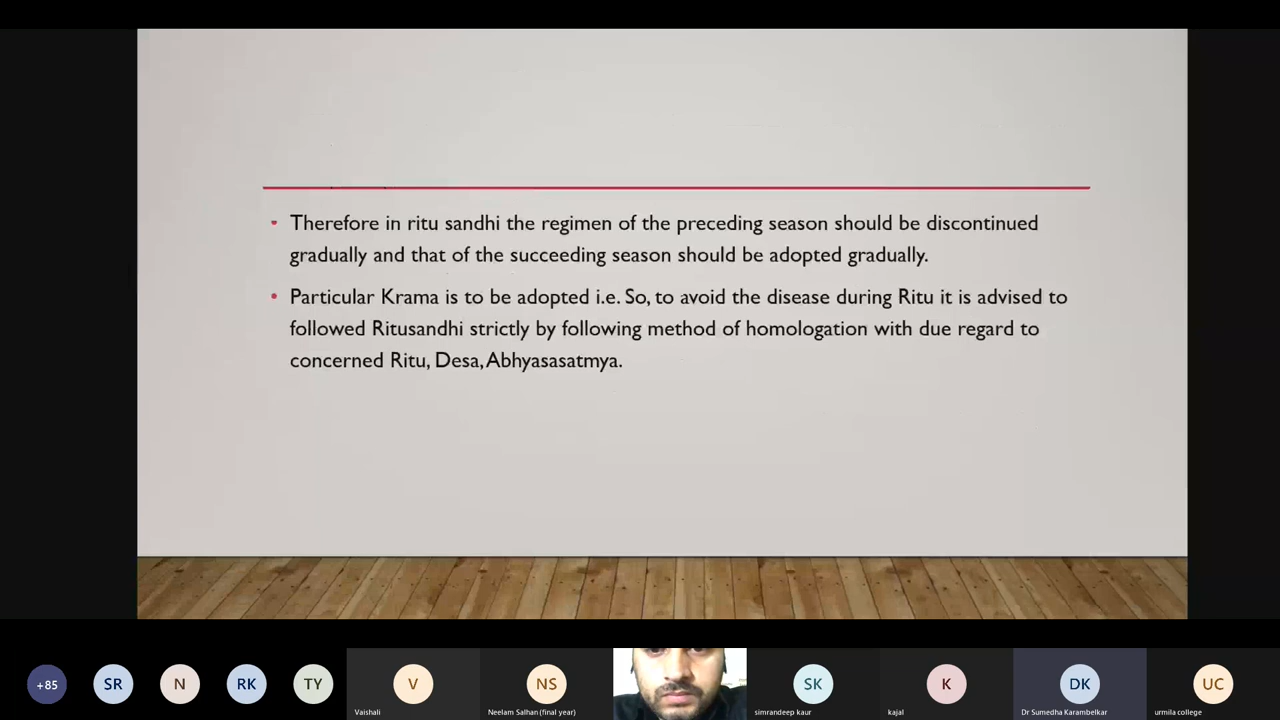 • Therefore in ritu sandhi the regimen of the preceding season should be discontinued
gradually and that of the succeeding season should be adopted gradually.
• Particular Krama is to be adopted i.e. So, to avoid the disease during Ritu it is advised to
followed Ritusandhi strictly by following method of homologation with due regard to
concerned Ritu, Desa, Abhyasasatmya.
+85
SR
N
RK
TY
V
NS
SK
K
DK
UC
Vaishali
Neelam Salhan (final year)
simrandeep kaur
kajal
Dr Sumedha Karambelkar
urmila college